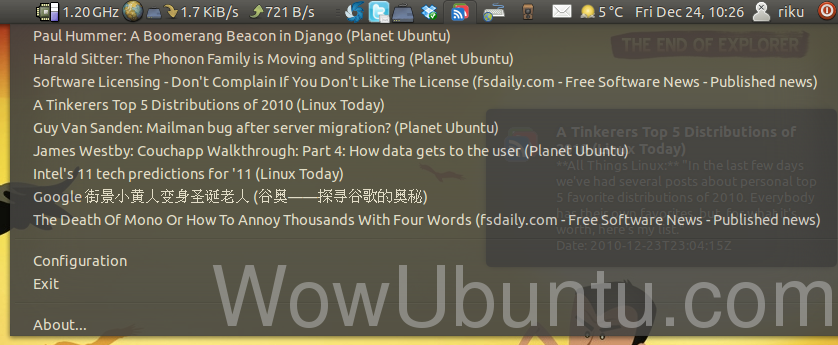 1.20 GHz 1.7 KiB/s 721 B/s 5 °C Fri Dec 24, 10:26 riku
Paul Hummer: A Boomerang Beacon in Django (Planet Ubuntu)
THE END OF EXPLORER
Harald Sitter: The Phonon Family is Moving and Splitting (Planet Ubuntu)
Software Licensing - Don't Complain If You Don't Like The License (fsdaily.com - Free Software News - Published news)
A Tinkerers Top 5 Distributions of 2010 (Linux Today)
Guy Van Sanden: Mailman bug after server migration? (Planet Ubuntu)
James Westby: Couchapp Walkthrough: Part 4: How data gets to the user (Planet Ubuntu)
Intel's 11 tech predictions for '11 (Linux Today)
Google 街景小黄人变身圣诞老人 (谷奥——探寻谷歌的奥秘)
The Death Of Mono Or How To Annoy Thousands With Four Words (fsdaily.com - Free Software News - Published news)
A Tinkerers Top 5 Distributions of
2010 (Linux Today)
**All Things Linux:** "In the last few days
we've had several posts about personal top
5 favorite distributions of 2010. Everybody
worth, here's my list."
Date: 2010-12-23T23:04:15Z
Configuration
Exit
About...
WowUbuntu.com